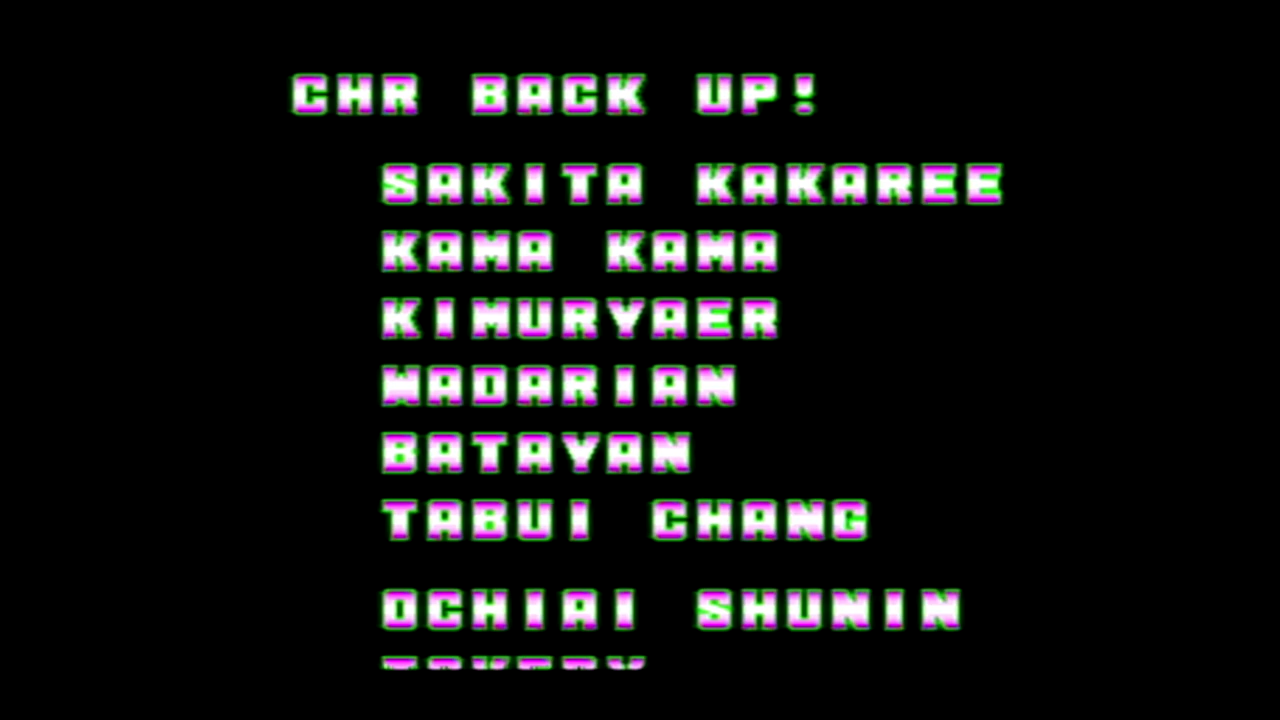 CHR BACK UP!
SAKITA KAKAREE
KAMA KAMA
KIMURYAER
WADARIAN
BATAYAN
TABUI CHANG
OCHIAI SHUNIN